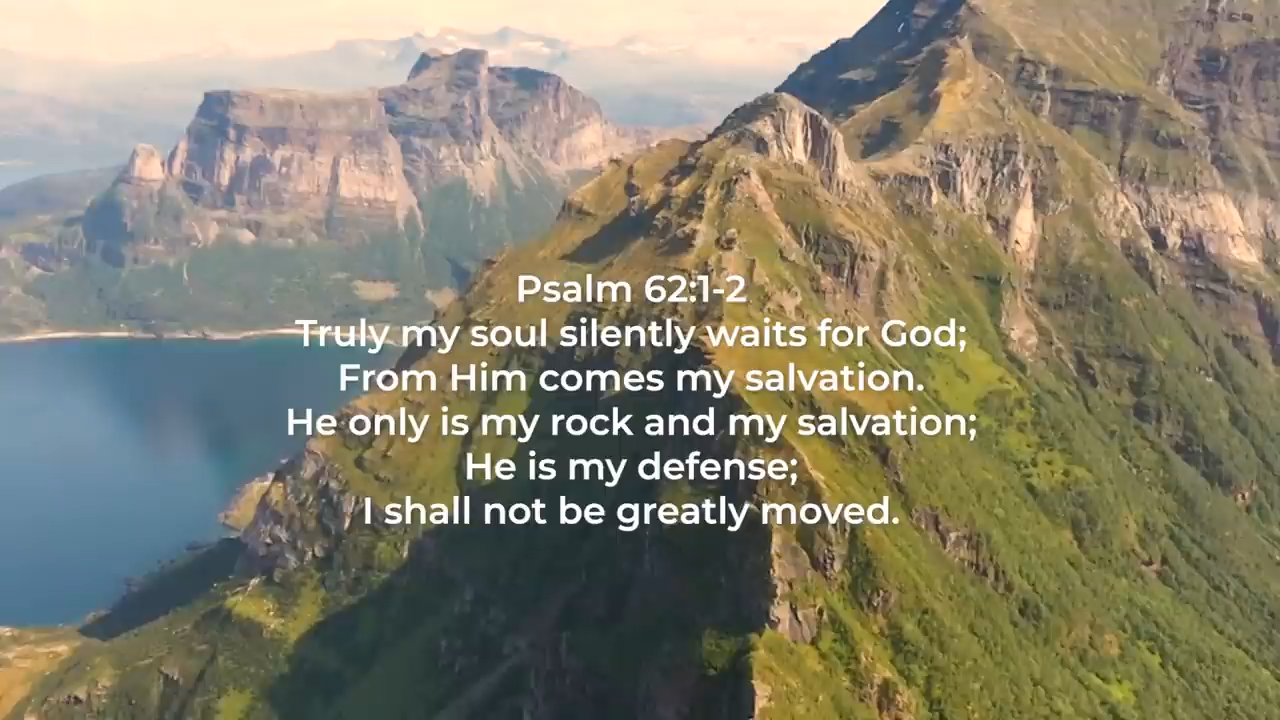 Psalm 62:1-2
Truly my soul silently waits for God;
From Him comes my salvation.
He only is my rock and my salvation;
He is my defense;
I shall not be greatly moved.